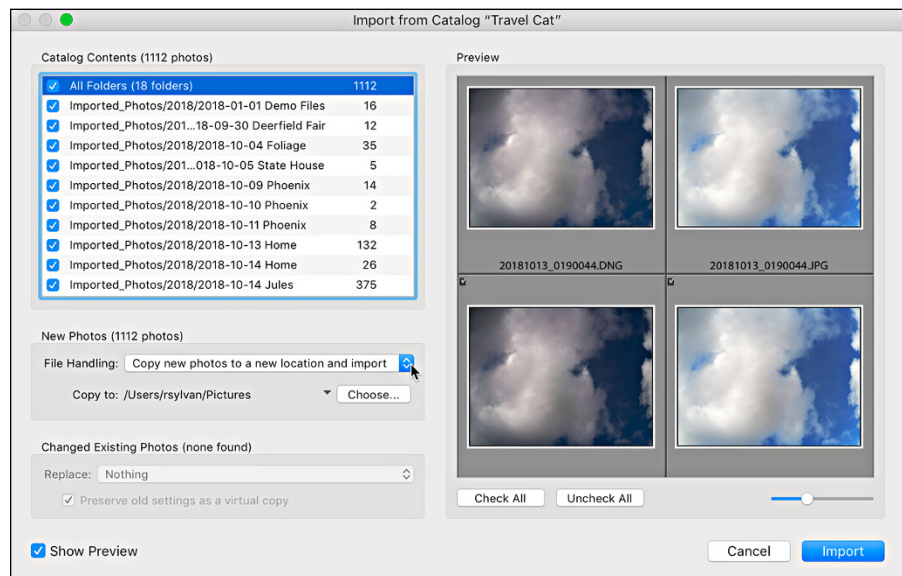 Import from Catalog “Travel Cat”
Catalog Contents (1112 photos)
All Folders (18 folders) 1112
Imported_Photos/2018/2018-01-01 Demo Files 16
Imported_Photos/201...18-09-30 Deerfield Fair 12
Imported_Photos/2018/2018-10-04 Foliage 35
Imported_Photos/201...018-10-05 State House 5
Imported_Photos/2018/2018-10-09 Phoenix 14
Imported_Photos/2018/2018-10-10 Phoenix 2
Imported_Photos/2018/2018-10-11 Phoenix 8
Imported_Photos/2018/2018-10-13 Home 132
Imported_Photos/2018/2018-10-14 Home 26
Imported_Photos/2018/2018-10-14 Jules 375
New Photos (1112 photos)
File Handling: Copy new photos to a new location and import
Copy to: /Users/rsylvan/Pictures Choose...
Changed Existing Photos (none found)
Replace: Nothing
Preserve old settings as a virtual copy
Show Preview
Preview
20181013_0190044.DNG 20181013_0190044.JPG
Check All Uncheck All
Cancel Import